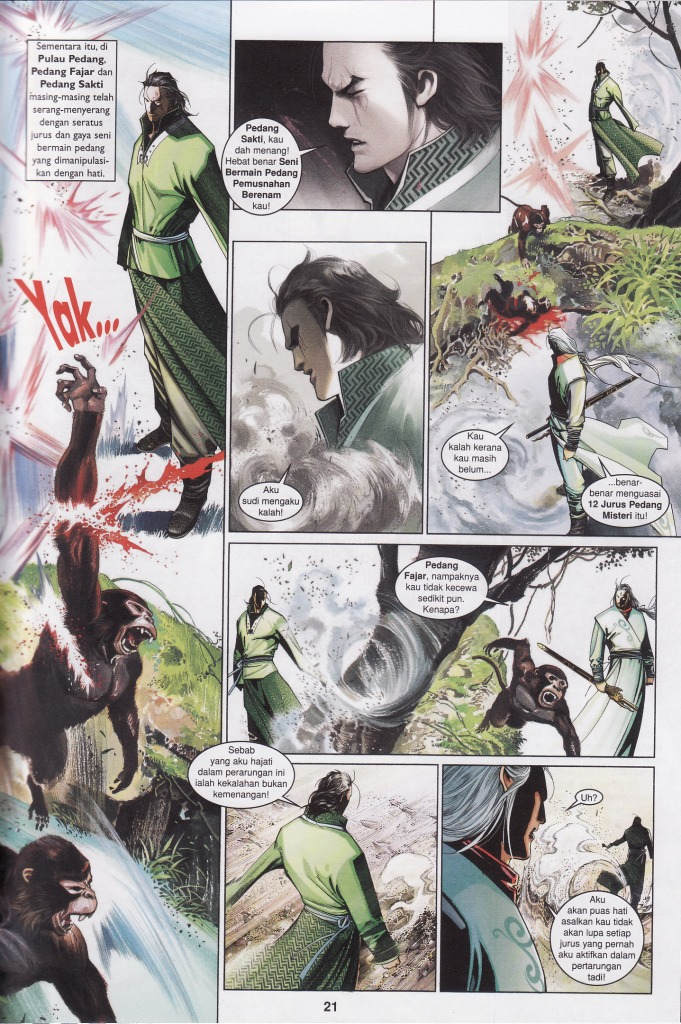 Sementara itu, di
Pulau Pedang,
Pedang Fajar dan
Pedang Sakti
masing-masing telah
serang-menyerang
dengan seratus
jurus dan gaya seni
bermain pedang
yang dimanipulasi-
kan dengan hati.
Yak...
Pedang
Sakti, kau
dah menang!
Hebat benar Seni
Bermain Pedang
Pemusnahan
Berenam
kau!
Aku
sudi mengaku
kalah!
Kau
kalah kerana
kau masih
belum...
...benar-
benar menguasai
12 Jurus Pedang
Misteri itu!
Pedang
Fajar, nampaknya
kau tidak kecewa
sedikit pun.
Kenapa?
Sebab
yang aku hajati
dalam perarungan ini
ialah kekalahan bukan
kemenangan!
Uh?
Aku
akan puas hati
asalkan kau tidak
akan lupa setiap
jurus yang pernah
aku aktifkan dalam
pertarungan
tadi!
21